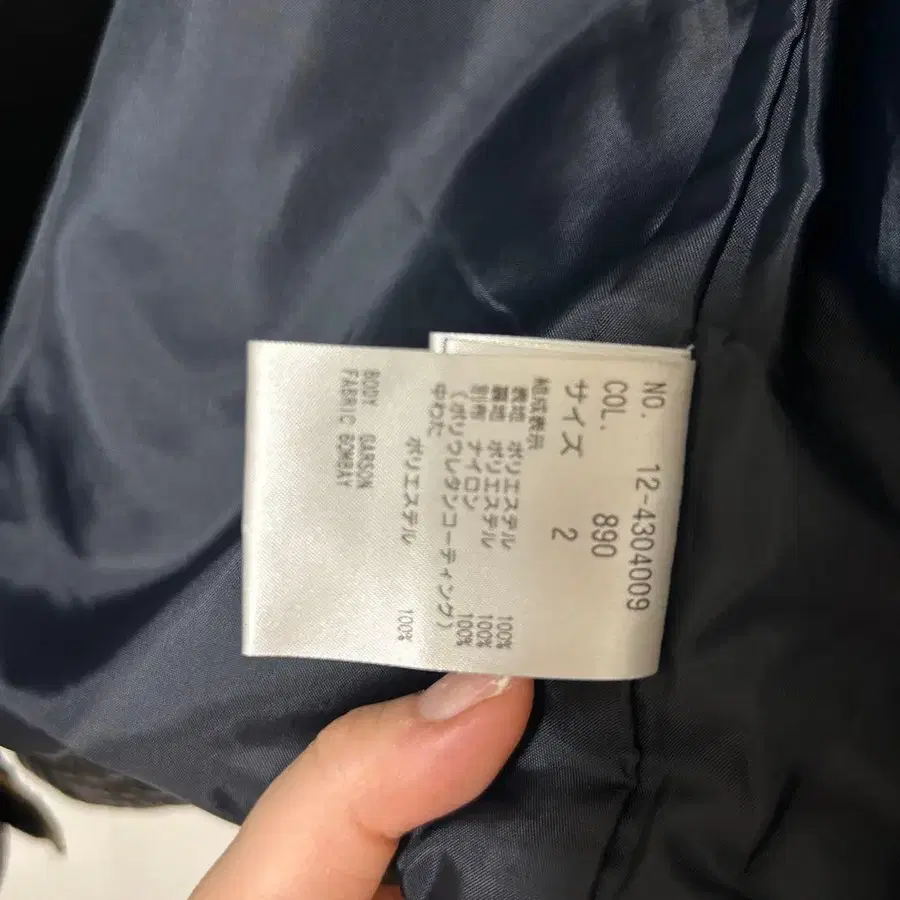 NO. 12-4304009
COL. 890
サイズ 2
組成表示
表地 ポリエステル 100%
裏地 ポリエステル 100%
別布 ナイロン 100%
(ポリウレタンコーティング)
中わた
ポリエステル 100%
BODY GARSON
FABRIC BOMBAY